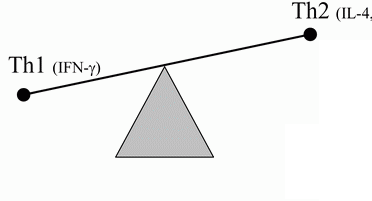 Th2 (IL-4,
Th1 (IFN-γ)